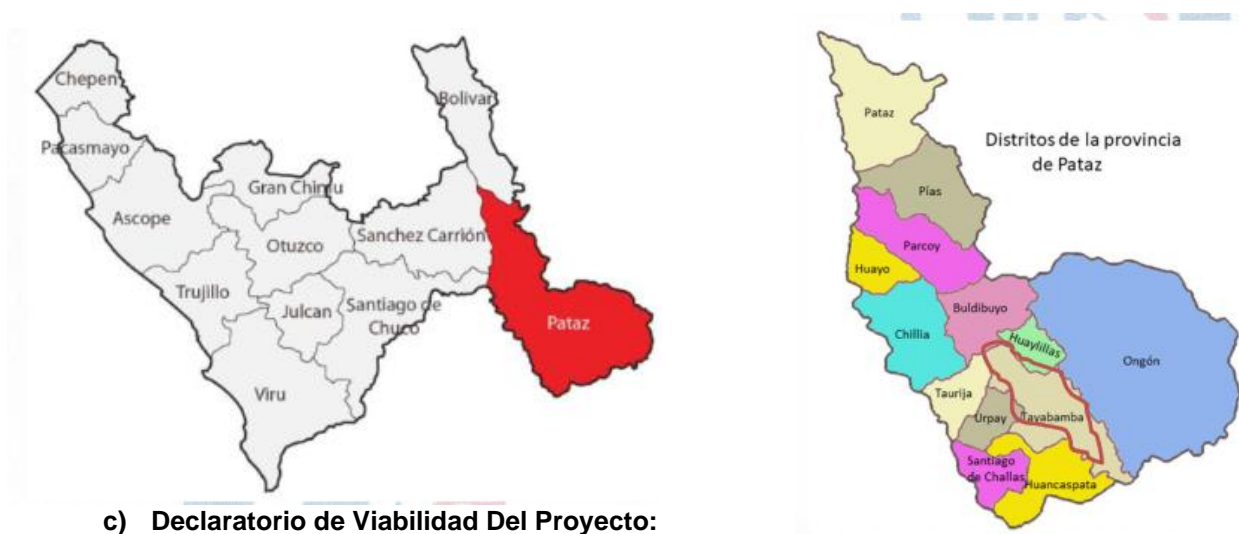 Chepen
Pacasmayo
Ascope
Gran Chimu
Otuzco
Trujillo
Julcan
Santiago de
Chuco
Viru
Bolívar
Sanchez Carrión
Pataz
Distritos de la provincia
de Pataz
Pataz
Pías
Parcoy
Huayo
Buldibuyo
Chillia
Huaylillas
Ongón
Taurija
Urpay
Tayabamba
Santiago
de Challas
Huancaspata
c) Declaratorio de Viabilidad Del Proyecto: